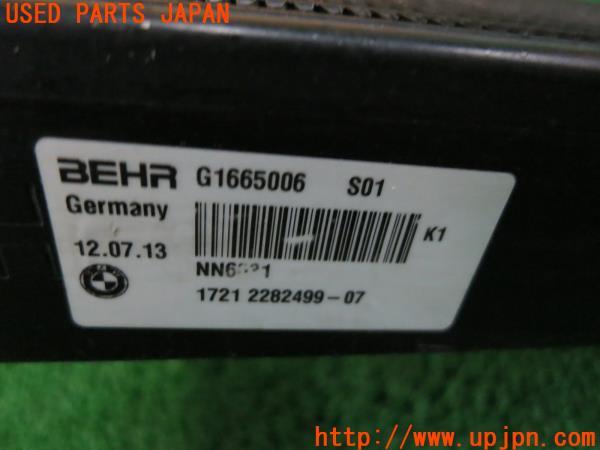 USED PARTS JAPAN
BEHR G1665006 S01
Germany
K1
12.07.13
1721 2282499-07
http://www.upjpn.com/